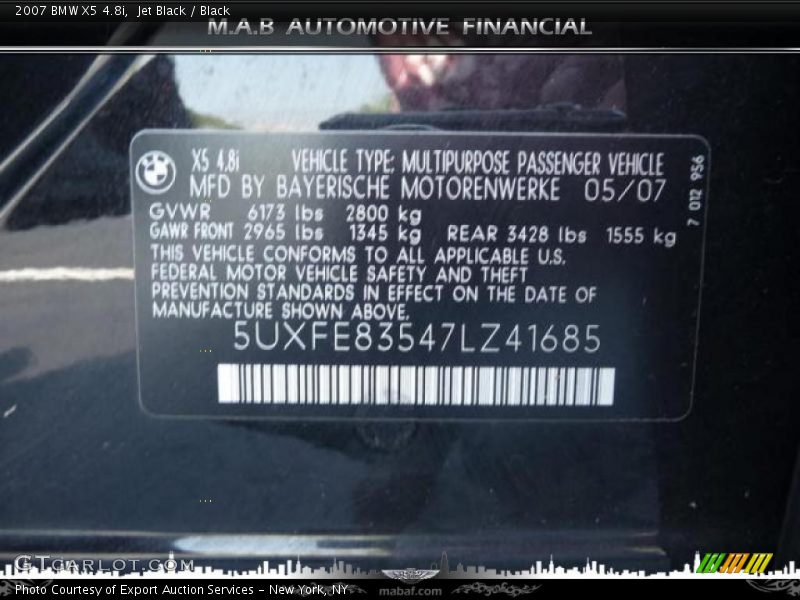 2007 BMW X5 4.8i, Jet Black / Black
M.A.B AUTOMOTIVE FINANCIAL
BMW
X5 4.8i VEHICLE TYPE: MULTIPURPOSE PASSENGER VEHICLE
MFD BY BAYERISCHE MOTORENWERKE 05/07
GVWR 6173 lbs 2800 kg
GAWR FRONT 2965 lbs 1345 kg REAR 3428 lbs 1555 kg
THIS VEHICLE CONFORMS TO ALL APPLICABLE U.S.
FEDERAL MOTOR VEHICLE SAFETY AND THEFT
PREVENTION STANDARDS IN EFFECT ON THE DATE OF
MANUFACTURE SHOWN ABOVE.
5UXFE83547LZ41685
7 012 956
GTcarlot.com
Photo Courtesy of Export Auction Services - New York, NY
mabaf.com